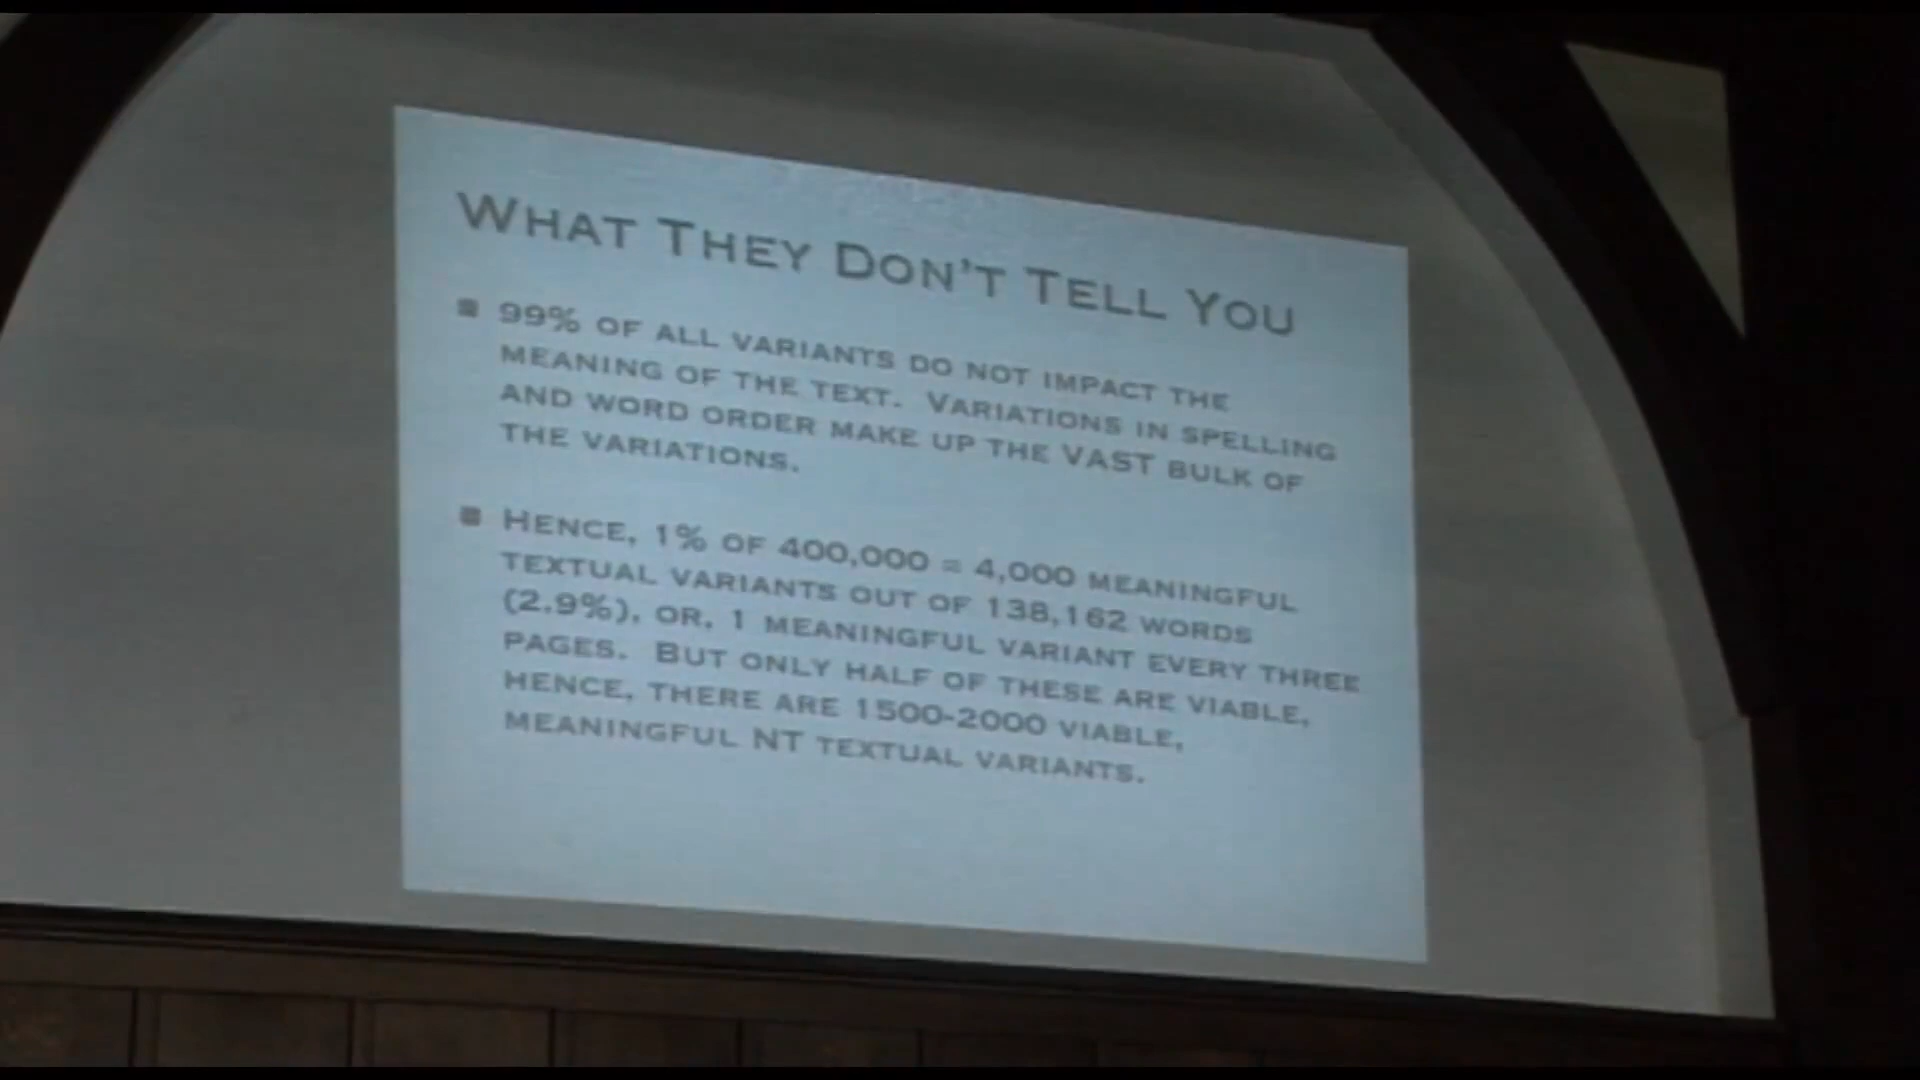 What They Don't Tell You
99% of all variants do not impact the
meaning of the text. Variations in spelling
and word order make up the vast bulk of
the variations.
Hence, 1% of 400,000 = 4,000 meaningful
textual variants out of 138,162 words
(2.9%), or, 1 meaningful variant every three
pages. But only half of these are viable,
hence, there are 1500-2000 viable,
meaningful NT textual variants.